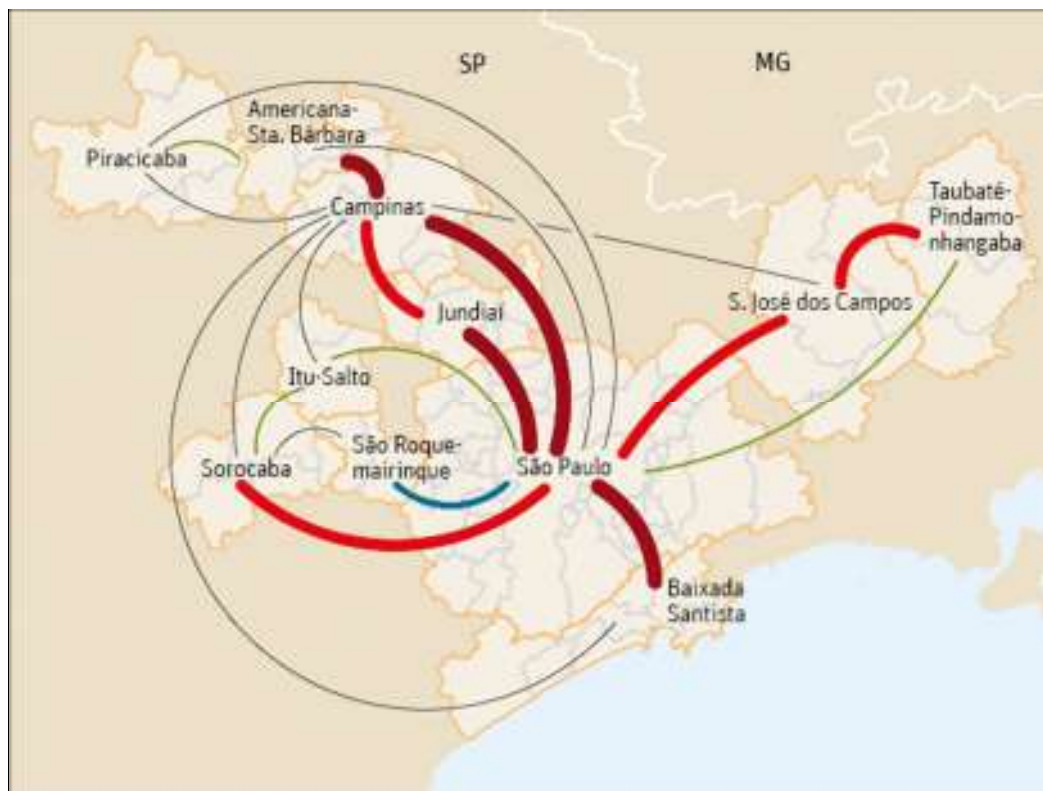 SP
MG
Americana-
Sta. Bárbara
Piracicaba
Campinas
Taubaté-
Pindamo-
nhangaba
S. José dos Campos
Jundiaí
Itu-Salto
São Roque-
mairinque
Sorocaba
São Paulo
Baixada
Santista